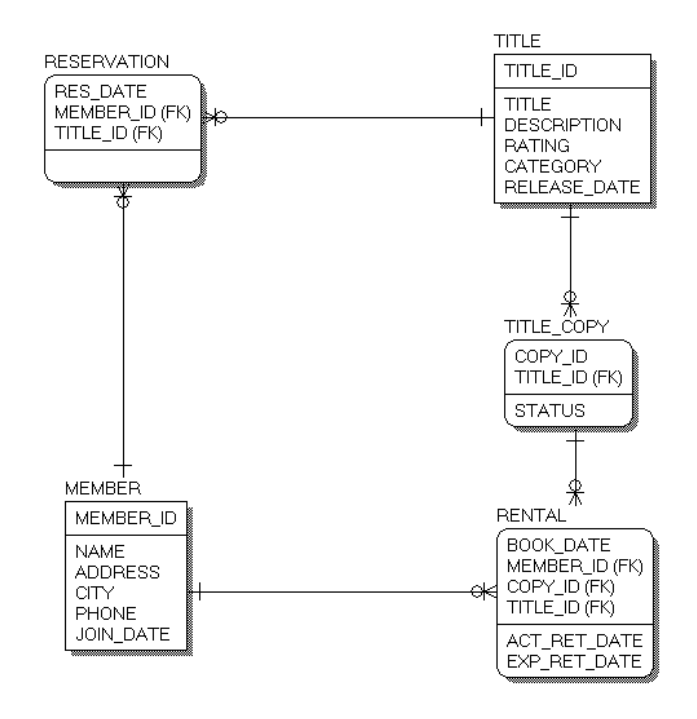 RESERVATION
RES_DATE
MEMBER_ID (FK)
TITLE_ID (FK)
TITLE
TITLE_ID
TITLE
DESCRIPTION
RATING
CATEGORY
RELEASE_DATE
TITLE_COPY
COPY_ID
TITLE_ID (FK)
STATUS
MEMBER
MEMBER_ID
NAME
ADDRESS
CITY
PHONE
JOIN_DATE
RENTAL
BOOK_DATE
MEMBER_ID (FK)
COPY_ID (FK)
TITLE_ID (FK)
ACT_RET_DATE
EXP_RET_DATE